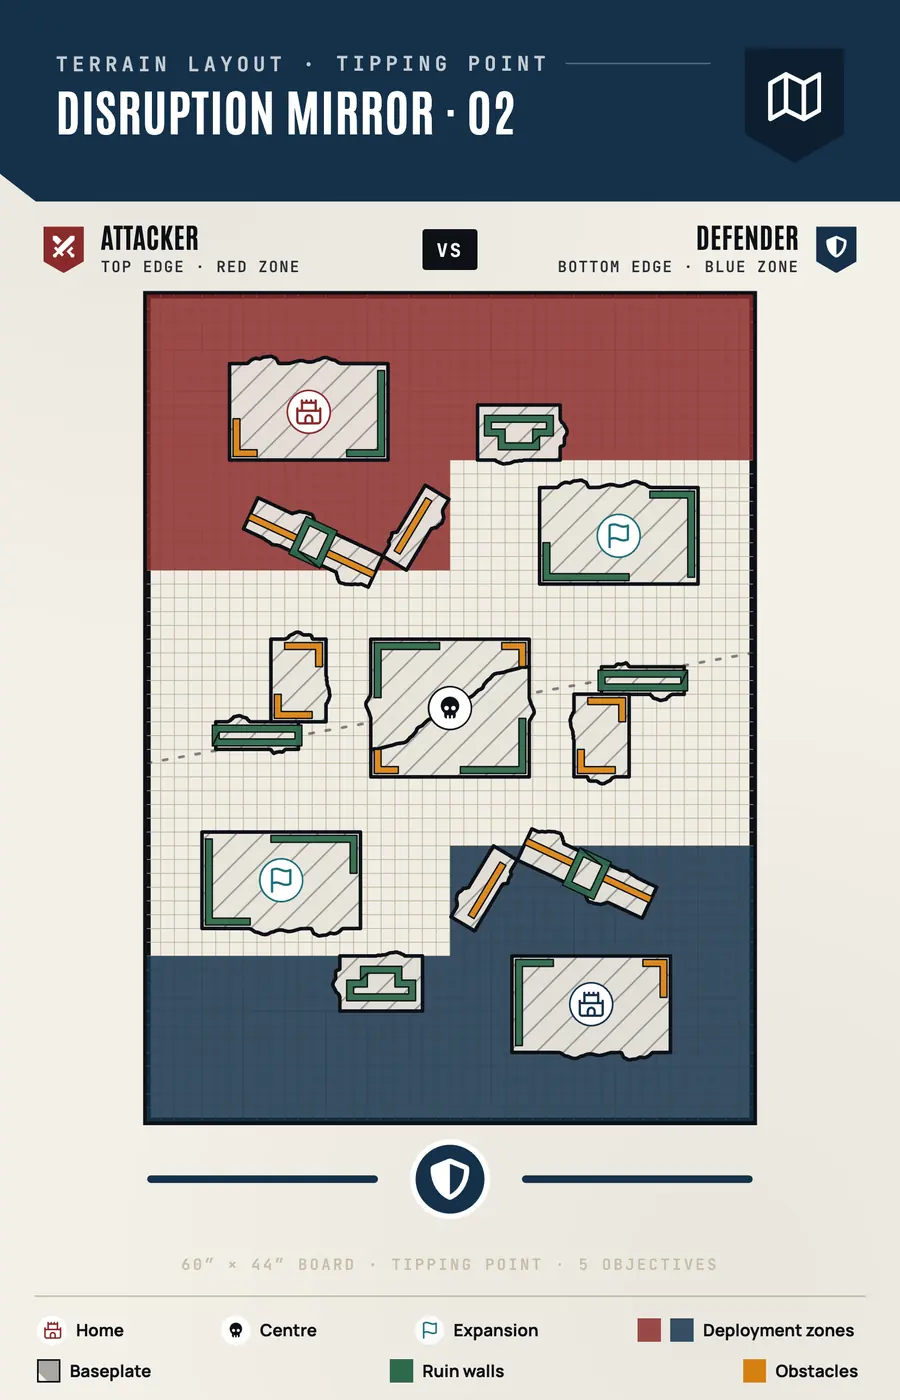 TERRAIN LAYOUT · TIPPING POINT
DISRUPTION MIRROR · 02
ATTACKER
TOP EDGE · RED ZONE
VS
DEFENDER
BOTTOM EDGE · BLUE ZONE
60″ × 44″ BOARD · TIPPING POINT · 5 OBJECTIVES
Home
Centre
Expansion
Deployment zones
Baseplate
Ruin walls
Obstacles